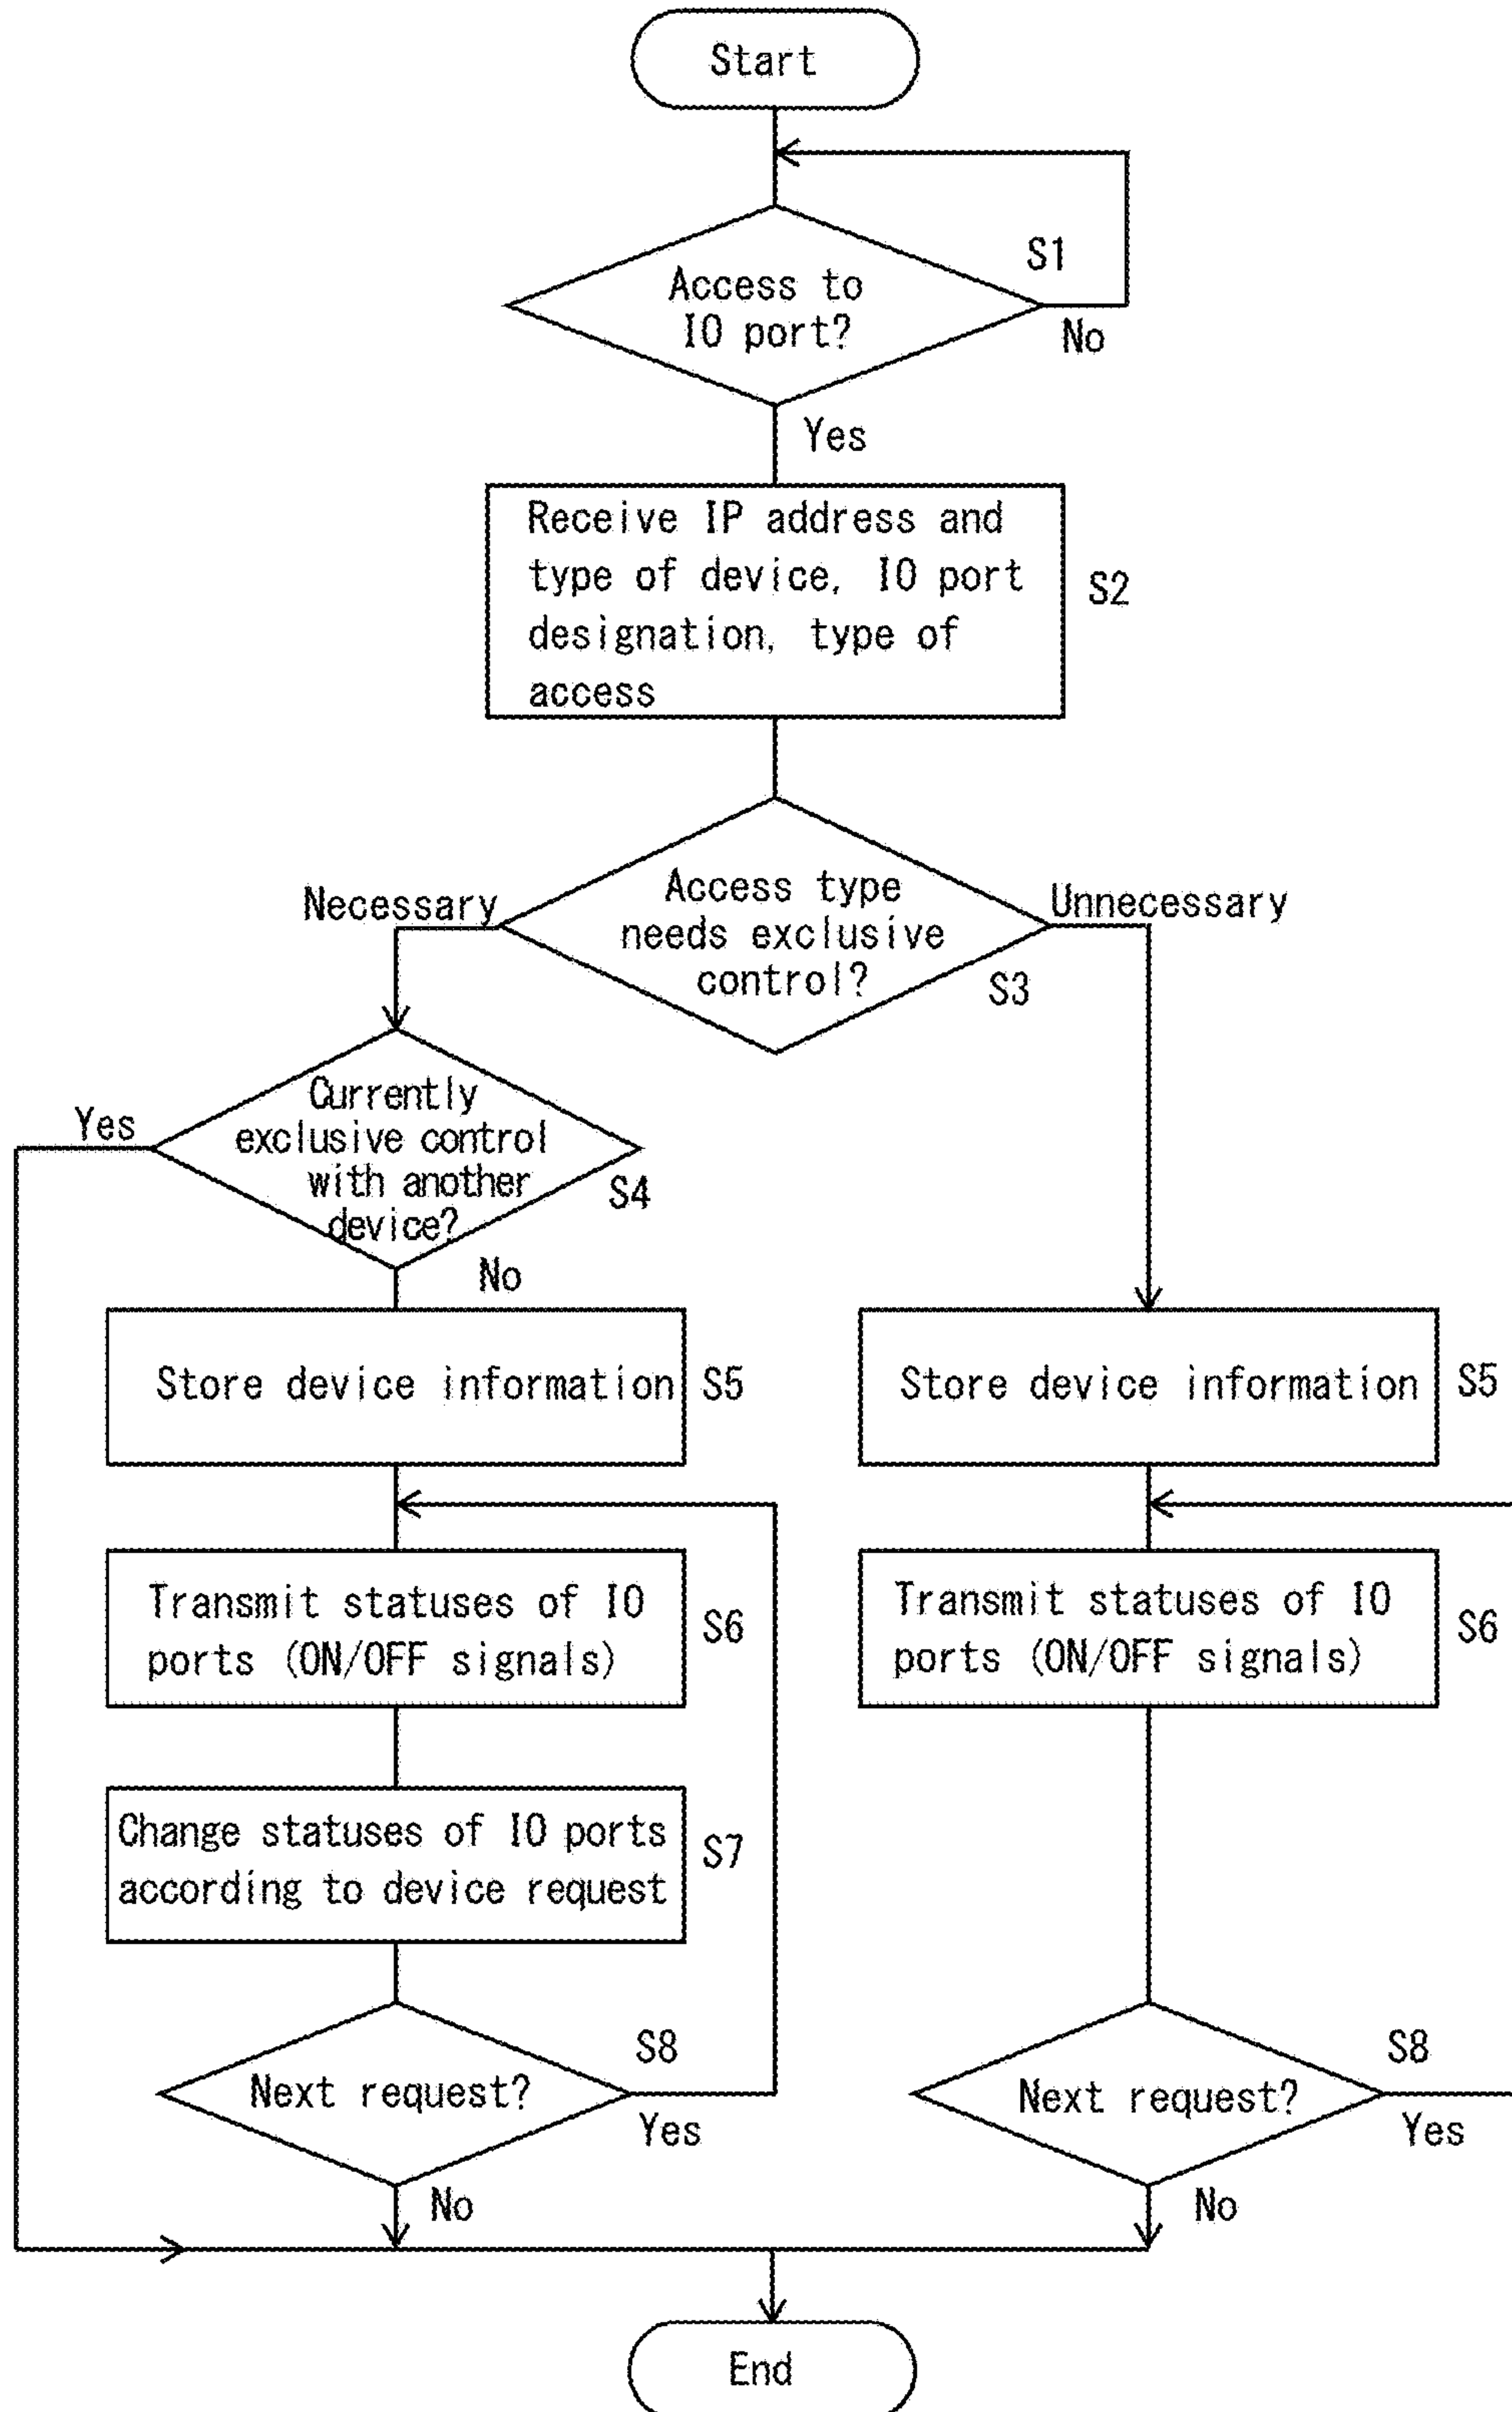 Start
S1
Access to
IO port?
No
Yes
Receive IP address and
type of device, IO port
designation, type of
access
S2
Necessary
Access type
needs exclusive
control?
Unnecessary
S3
Yes
Currently
exclusive control
with another
device?
S4
No
Store device information
S5
Store device information
S5
Transmit statuses of IO
ports (ON/OFF signals)
S6
Transmit statuses of IO
ports (ON/OFF signals)
S6
Change statuses of IO ports
according to device request
S7
Next request?
S8
Yes
No
Next request?
S8
Yes
No
End